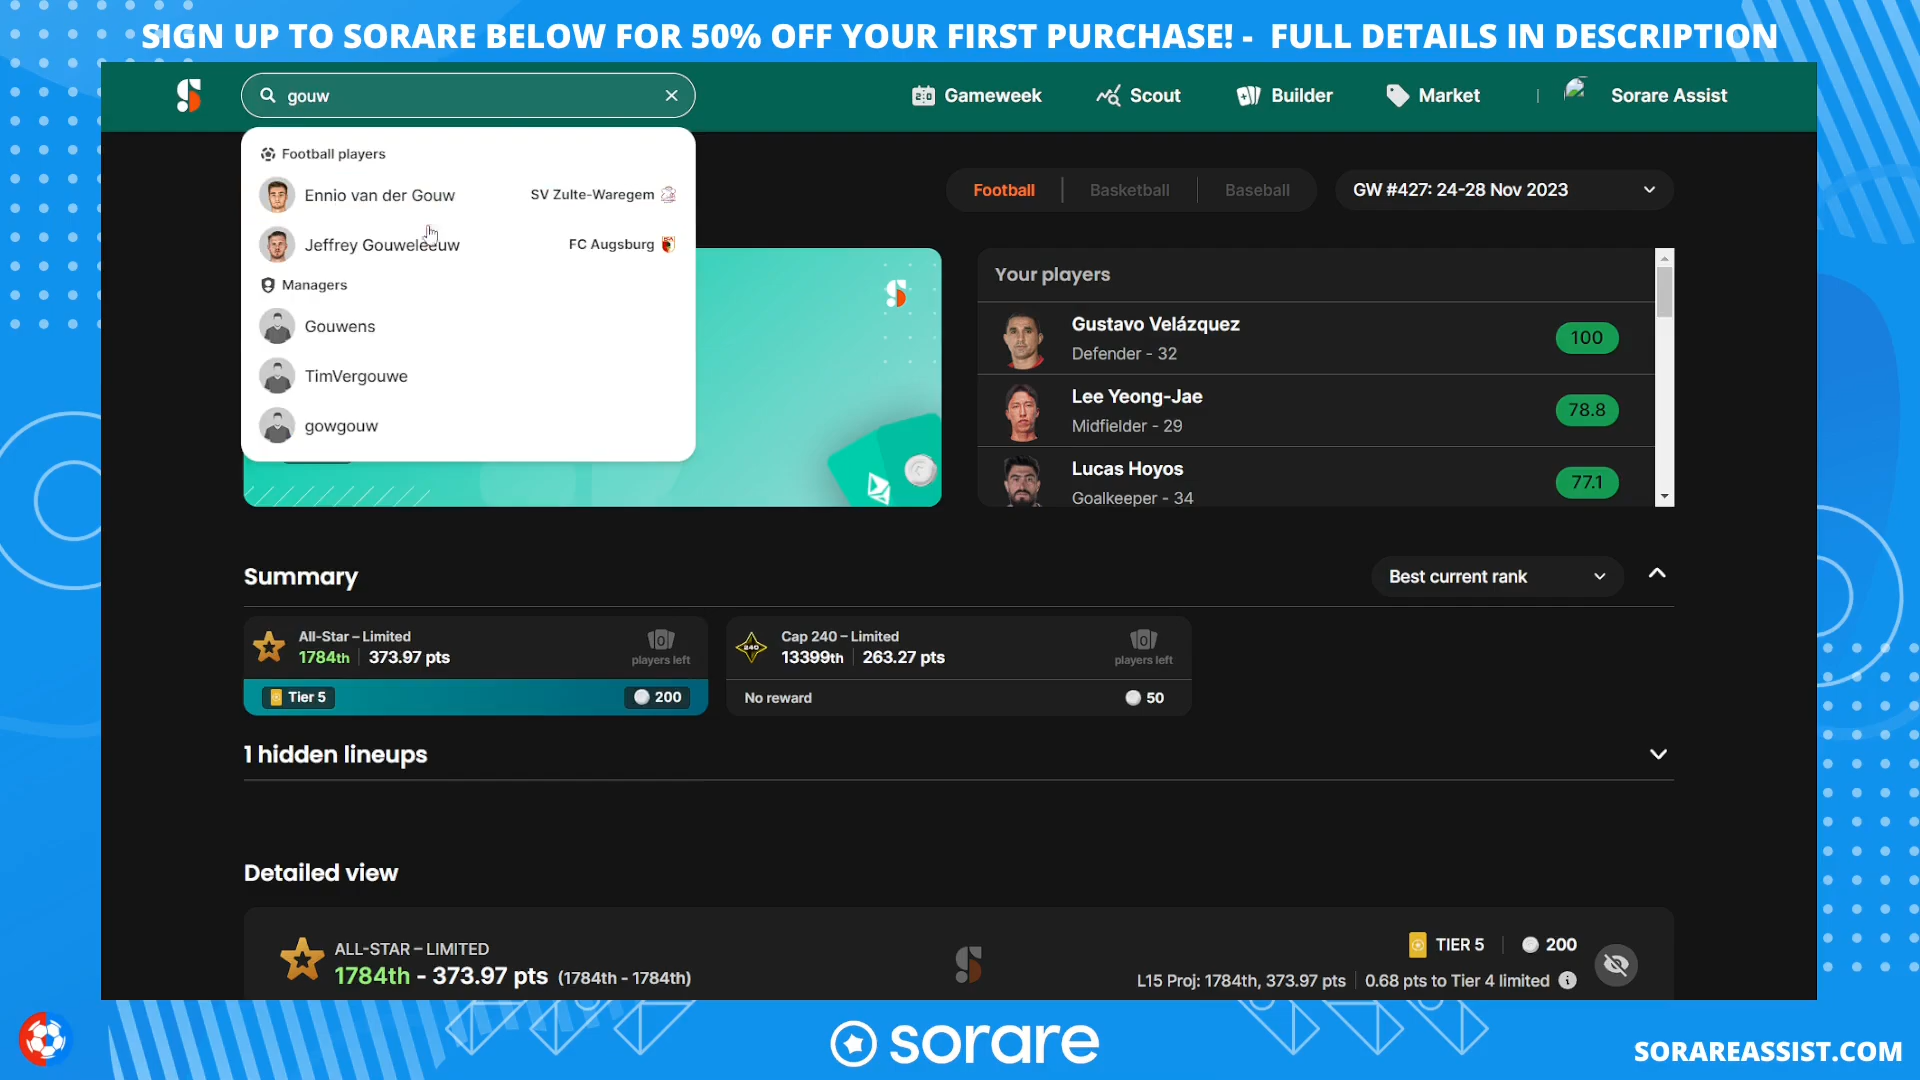 SIGN UP TO SORARE BELOW FOR 50% OFF YOUR FIRST PURCHASE! - FULL DETAILS IN DESCRIPTION
gouw
Gameweek
Scout
Builder
Market
Sorare Assist
Football players
Ennio van der Gouw
SV Zulte-Waregem
Jeffrey Gouweleeuw
FC Augsburg
Managers
Gouwens
TimVergouwe
gowgouw
Football
Basketball
Baseball
GW #427: 24-28 Nov 2023
Your players
Gustavo Velázquez
Defender - 32
100
Lee Yeong-Jae
Midfielder - 29
78.8
Lucas Hoyos
Goalkeeper - 34
77.1
Summary
Best current rank
All-Star – Limited
1784th | 373.97 pts
0
players left
Tier 5
200
Cap 240 – Limited
13399th | 263.27 pts
0
players left
No reward
50
1 hidden lineups
Detailed view
ALL-STAR – LIMITED
1784th - 373.97 pts (1784th - 1784th)
TIER 5
200
L15 Proj: 1784th, 373.97 pts | 0.68 pts to Tier 4 limited
sorare
SORAREASSIST.COM